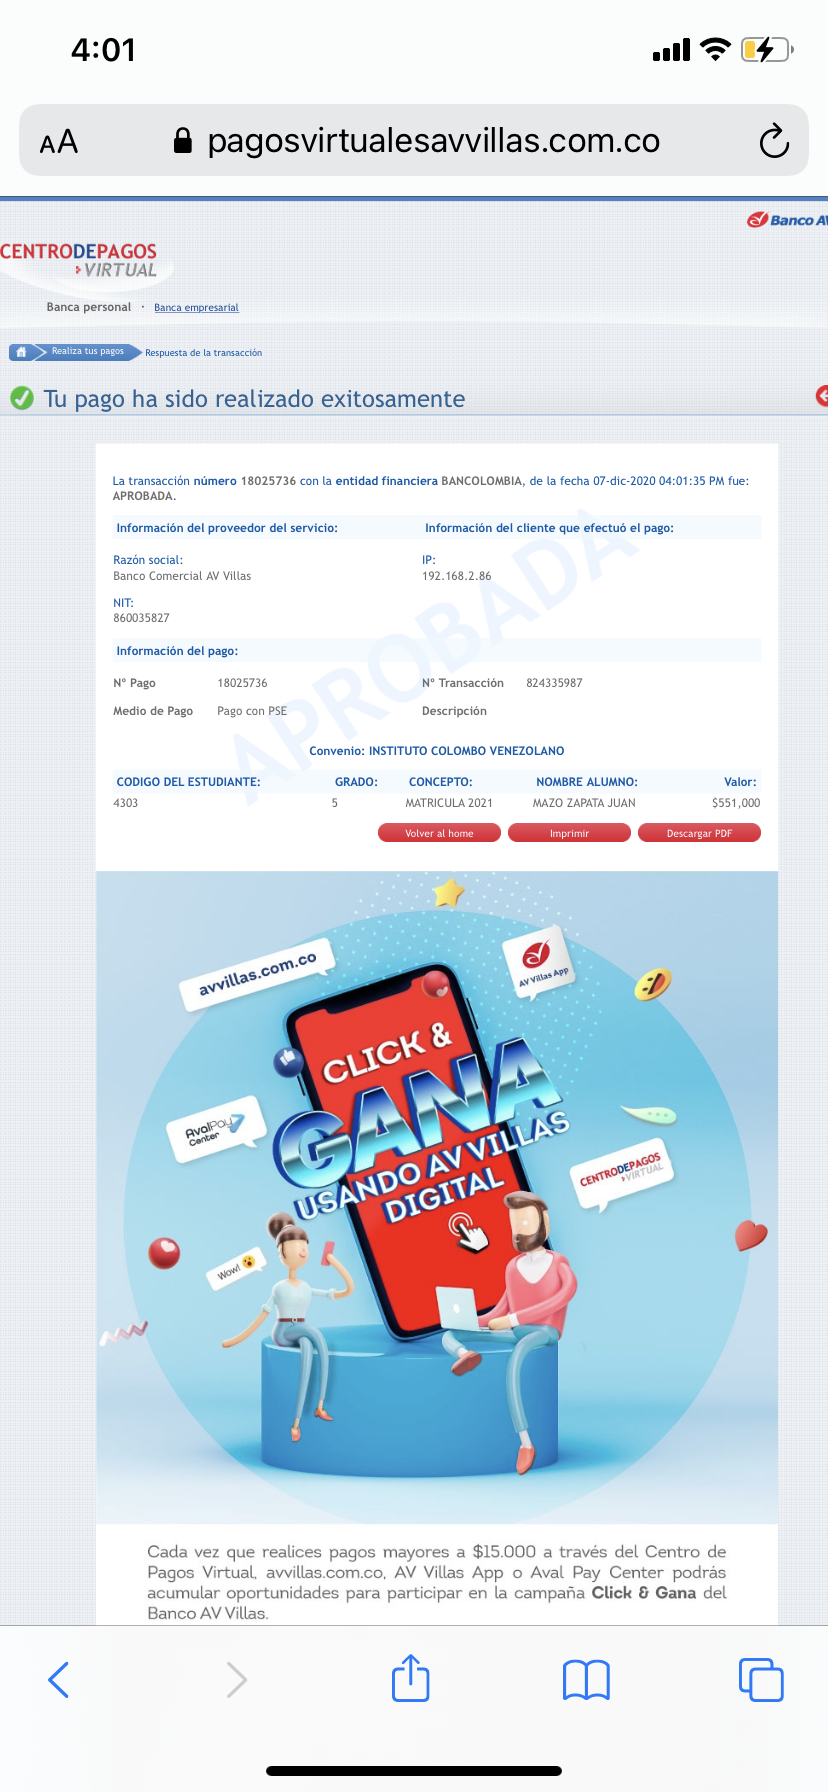 4:01
AA pagosvirtualesavvillas.com.co
Banco AV
CENTRODEPAGOS
VIRTUAL
Banca personal · Banca empresarial
Realiza tus pagos Respuesta de la transacción
Tu pago ha sido realizado exitosamente
La transacción número 18025736 con la entidad financiera BANCOLOMBIA, de la fecha 07-dic-2020 04:01:35 PM fue:
APROBADA.
Información del proveedor del servicio: Información del cliente que efectuó el pago:
Razón social: IP:
Banco Comercial AV Villas 192.168.2.86
NIT:
860035827
APROBADA
Información del pago:
Nº Pago 18025736 Nº Transacción 824335987
Medio de Pago Pago con PSE Descripción
Convenio: INSTITUTO COLOMBO VENEZOLANO
CODIGO DEL ESTUDIANTE: GRADO: CONCEPTO: NOMBRE ALUMNO: Valor:
4303 5 MATRICULA 2021 MAZO ZAPATA JUAN $551,000
Volver al home Imprimir Descargar PDF
avvillas.com.co
AV Villas App
CLICK &
GANA
USANDO AV VILLAS
DIGITAL
AvalPay
Center
CENTRODEPAGOS
VIRTUAL
Wow!
Cada vez que realices pagos mayores a $15.000 a través del Centro de
Pagos Virtual, avvillas.com.co, AV Villas App o Aval Pay Center podrás
acumular oportunidades para participar en la campaña Click & Gana del
Banco AV Villas.